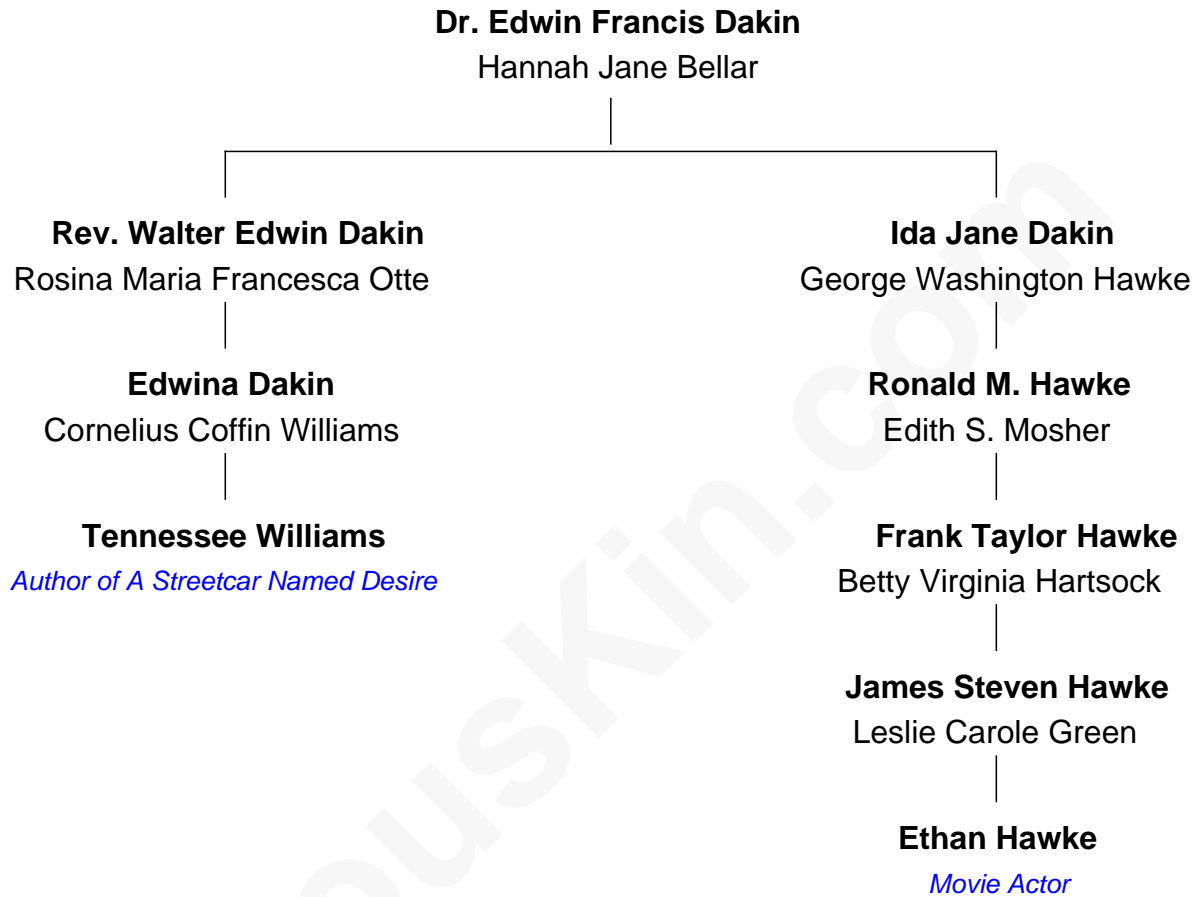 Dr. Edwin Francis Dakin
Hannah Jane Bellar
Rev. Walter Edwin Dakin
Rosina Maria Francesca Otte
Edwina Dakin
Cornelius Coffin Williams
Tennessee Williams
Author of A Streetcar Named Desire
Ida Jane Dakin
George Washington Hawke
Ronald M. Hawke
Edith S. Mosher
Frank Taylor Hawke
Betty Virginia Hartsock
James Steven Hawke
Leslie Carole Green
Ethan Hawke
Movie Actor
ousKin.com